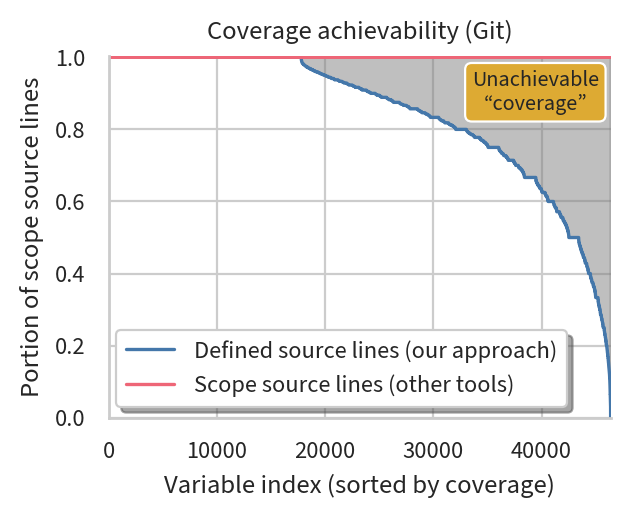 Coverage achievability (Git)
Portion of scope source lines
1.0
0.8
0.6
0.4
0.2
0.0
Unachievable
“coverage”
Defined source lines (our approach)
Scope source lines (other tools)
0
10000
20000
30000
40000
Variable index (sorted by coverage)